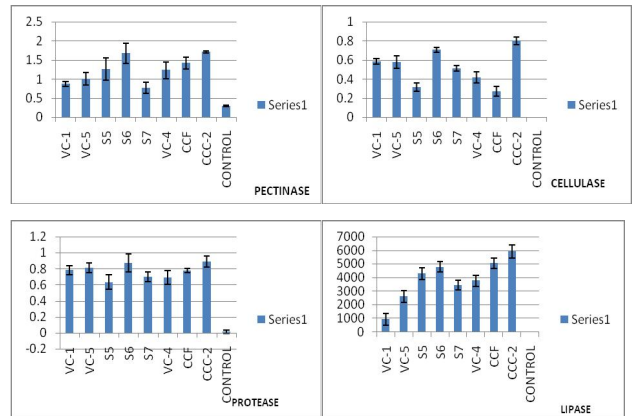 2.5
2
1.5
1
0.5
0
VC-1
VC-5
S5
S6
S7
VC-4
CCF
CCC-2
CONTROL
Series1
PECTINASE
1
0.8
0.6
0.4
0.2
0
VC-1
VC-5
S5
S6
S7
VC-4
CCF
CCC-2
CONTROL
Series1
CELLULASE
1.2
1
0.8
0.6
0.4
0.2
0
-0.2
VC-1
VC-5
S5
S6
S7
VC-4
CCF
CCC-2
CONTROL
Series1
PROTEASE
7000
6000
5000
4000
3000
2000
1000
0
VC-1
VC-5
S5
S6
S7
VC-4
CCF
CCC-2
CONTROL
Series1
LIPASE